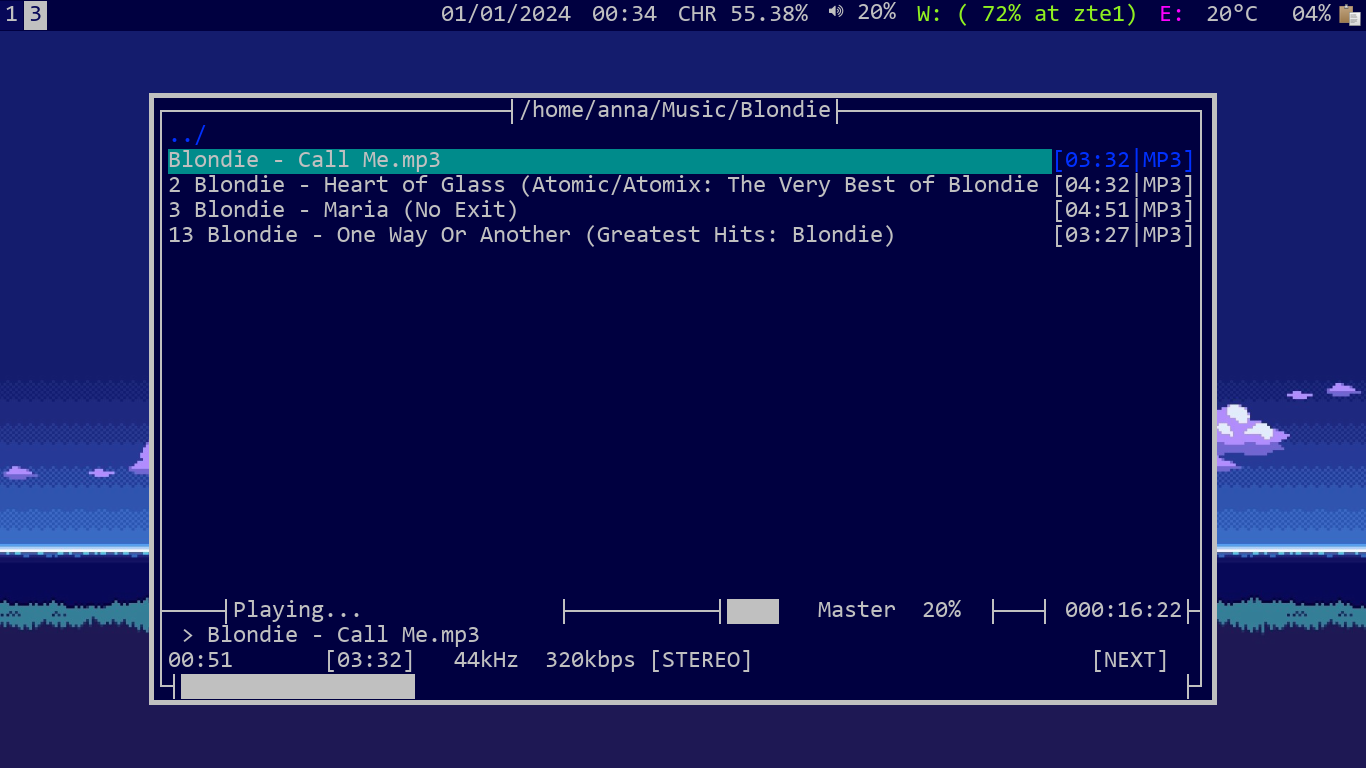 1 3 01/01/2024 00:34 CHR 55.38% 20% W: ( 72% at zte1) E: 20°C 04%
/home/anna/Music/Blondie
../
Blondie - Call Me.mp3 [03:32|MP3]
2 Blondie - Heart of Glass (Atomic/Atomix: The Very Best of Blondie [04:32|MP3]
3 Blondie - Maria (No Exit) [04:51|MP3]
13 Blondie - One Way Or Another (Greatest Hits: Blondie) [03:27|MP3]
Playing... Master 20% 000:16:22
> Blondie - Call Me.mp3
00:51 [03:32] 44kHz 320kbps [STEREO] [NEXT]